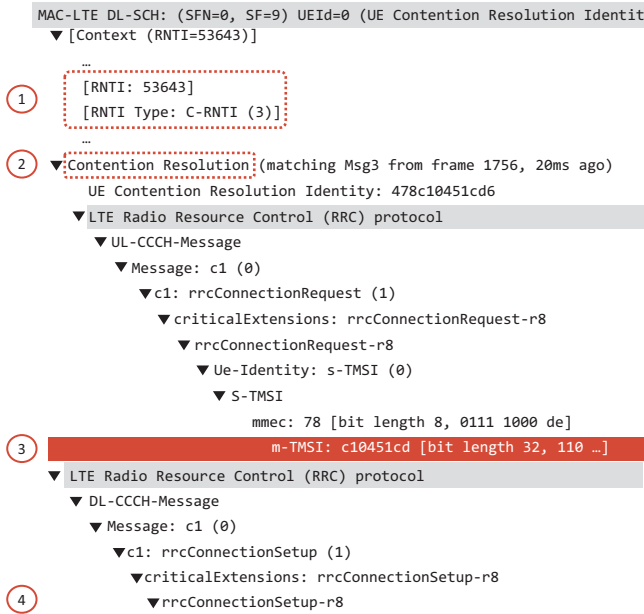 MAC-LTE DL-SCH: (SFN=0, SF=9) UEId=0 (UE Contention Resolution Identit
▼ [Context (RNTI=53643)]
…
1 [RNTI: 53643]
[RNTI Type: C-RNTI (3)]
…
2 ▼ Contention Resolution (matching Msg3 from frame 1756, 20ms ago)
UE Contention Resolution Identity: 478c10451cd6
▼ LTE Radio Resource Control (RRC) protocol
▼ UL-CCCH-Message
▼ Message: c1 (0)
▼ c1: rrcConnectionRequest (1)
▼ criticalExtensions: rrcConnectionRequest-r8
▼ rrcConnectionRequest-r8
▼ Ue-Identity: s-TMSI (0)
▼ S-TMSI
mmec: 78 [bit length 8, 0111 1000 de]
3 m-TMSI: c10451cd [bit length 32, 110 …]
▼ LTE Radio Resource Control (RRC) protocol
▼ DL-CCCH-Message
▼ Message: c1 (0)
▼ c1: rrcConnectionSetup (1)
▼ criticalExtensions: rrcConnectionSetup-r8
4 ▼ rrcConnectionSetup-r8